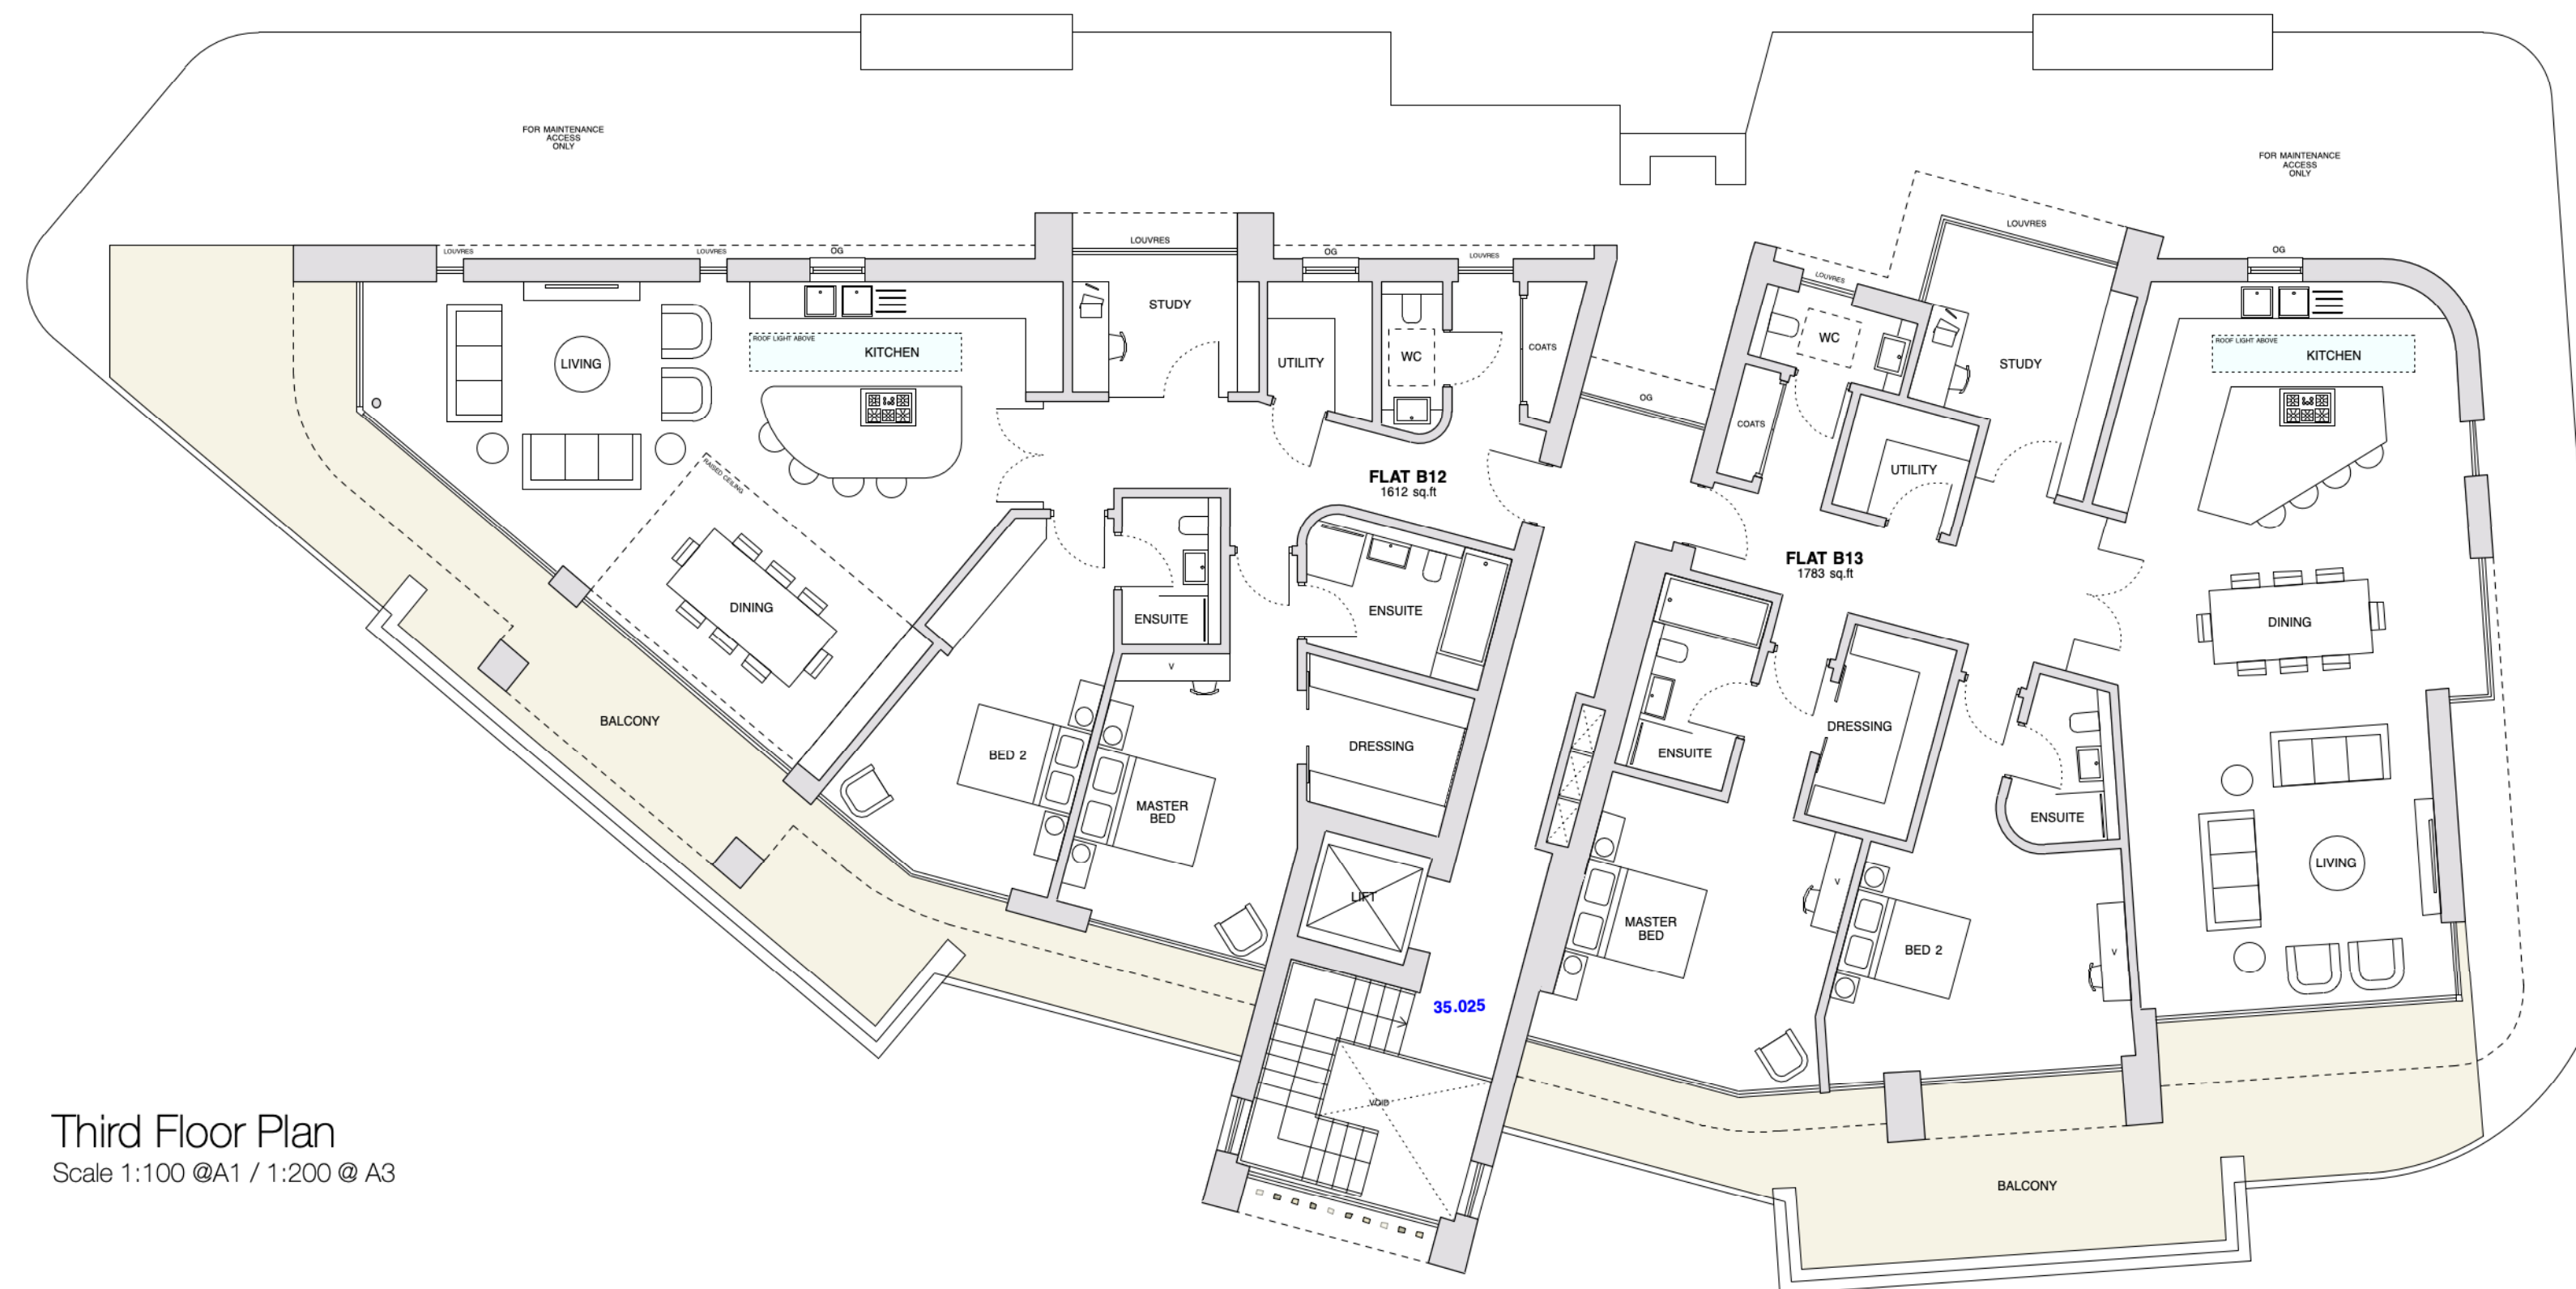 FOR MAINTENANCE
ACCESS
ONLY
FOR MAINTENANCE
ACCESS
ONLY
LOUVRES
LOUVRES
OG
LOUVRES
OG
LOUVRES
LOUVRES
LOUVRES
OG
STUDY
LIVING
ROOF LIGHT ABOVE
KITCHEN
UTILITY
WC
COATS
OG
WC
STUDY
COATS
ROOF LIGHT ABOVE
KITCHEN
RAISED CEILING
FLAT B12
1612 sq.ft
UTILITY
FLAT B13
1783 sq.ft
DINING
ENSUITE
ENSUITE
DINING
V
BALCONY
BED 2
MASTER
BED
DRESSING
ENSUITE
DRESSING
ENSUITE
LIVING
LIFT
V
MASTER
BED
BED 2
V
35.025
VOID
BALCONY
Third Floor Plan
Scale 1:100 @A1 / 1:200 @ A3